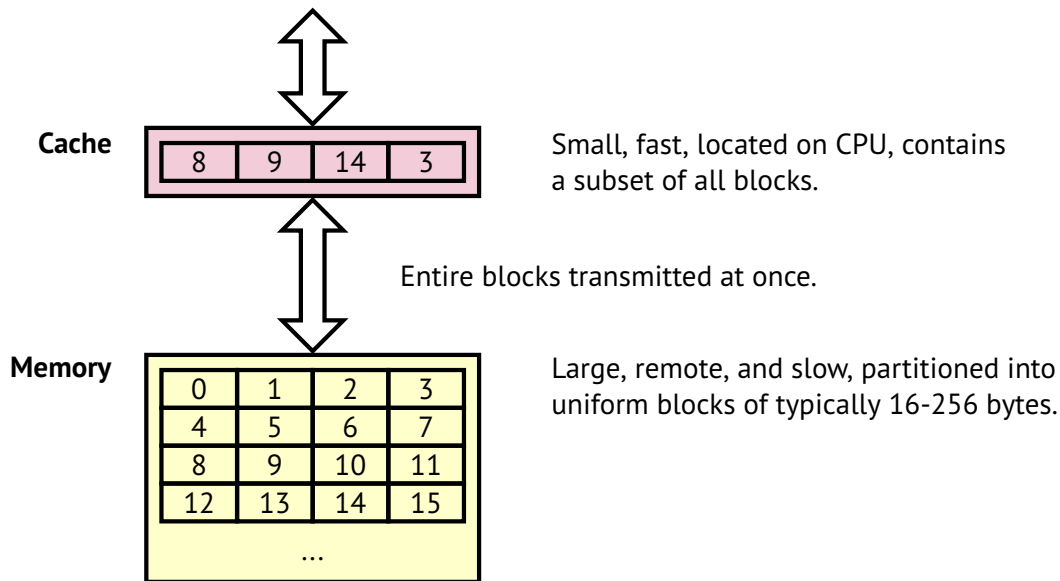 Cache
8 9 14 3
Small, fast, located on CPU, contains
a subset of all blocks.
Entire blocks transmitted at once.
Memory
0 1 2 3
4 5 6 7
8 9 10 11
12 13 14 15
...
Large, remote, and slow, partitioned into
uniform blocks of typically 16-256 bytes.